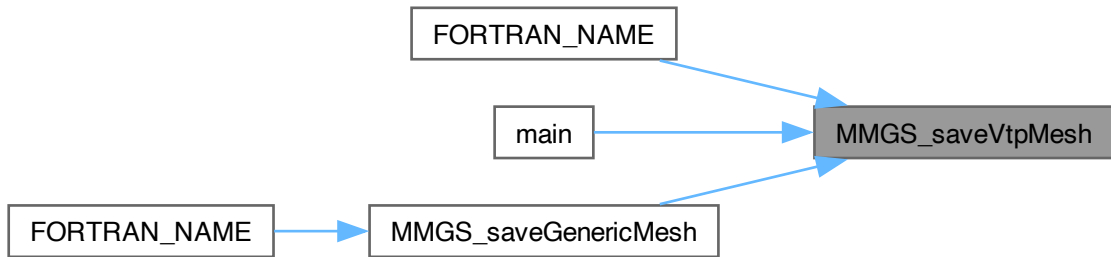 FORTRAN_NAME
main
MMGS_saveVtpMesh
FORTRAN_NAME
MMGS_saveGenericMesh